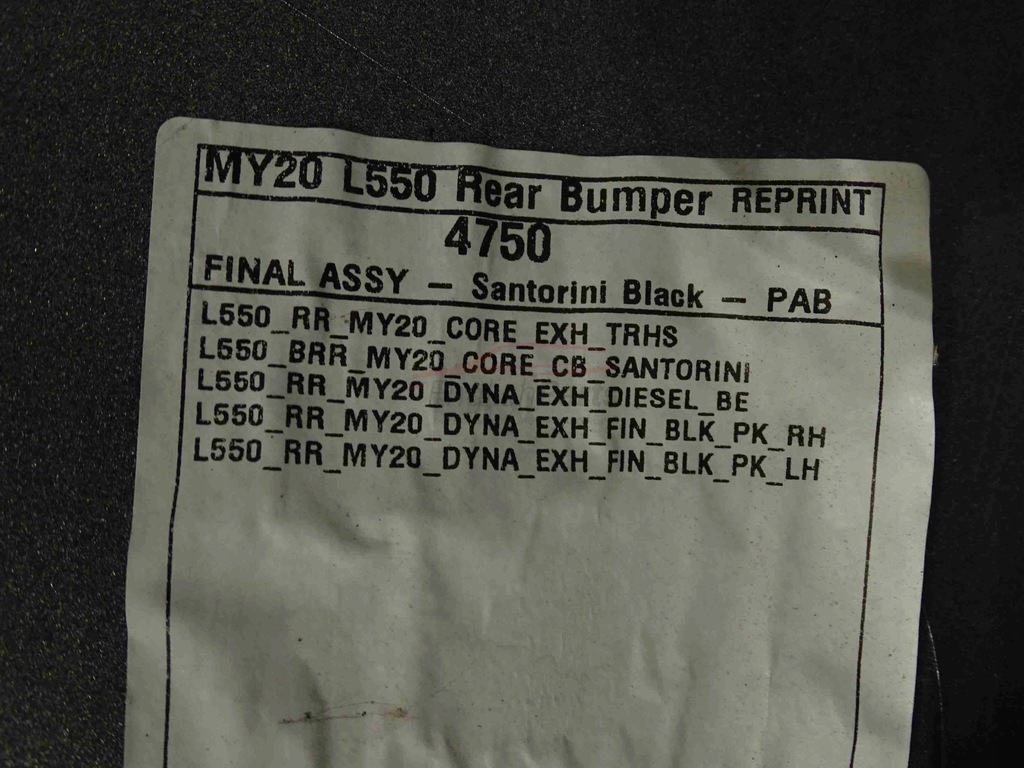 MY20 L550 Rear Bumper REPRINT
4750
FINAL ASSY – Santorini Black – PAB
L550_RR_MY20_CORE_EXH_TRHS
L550_BRR_MY20_CORE_CB_SANTORINI
L550_RR_MY20_DYNA_EXH_DIESEL_BE
L550_RR_MY20_DYNA_EXH_FIN_BLK_PK_RH
L550_RR_MY20_DYNA_EXH_FIN_BLK_PK_LH